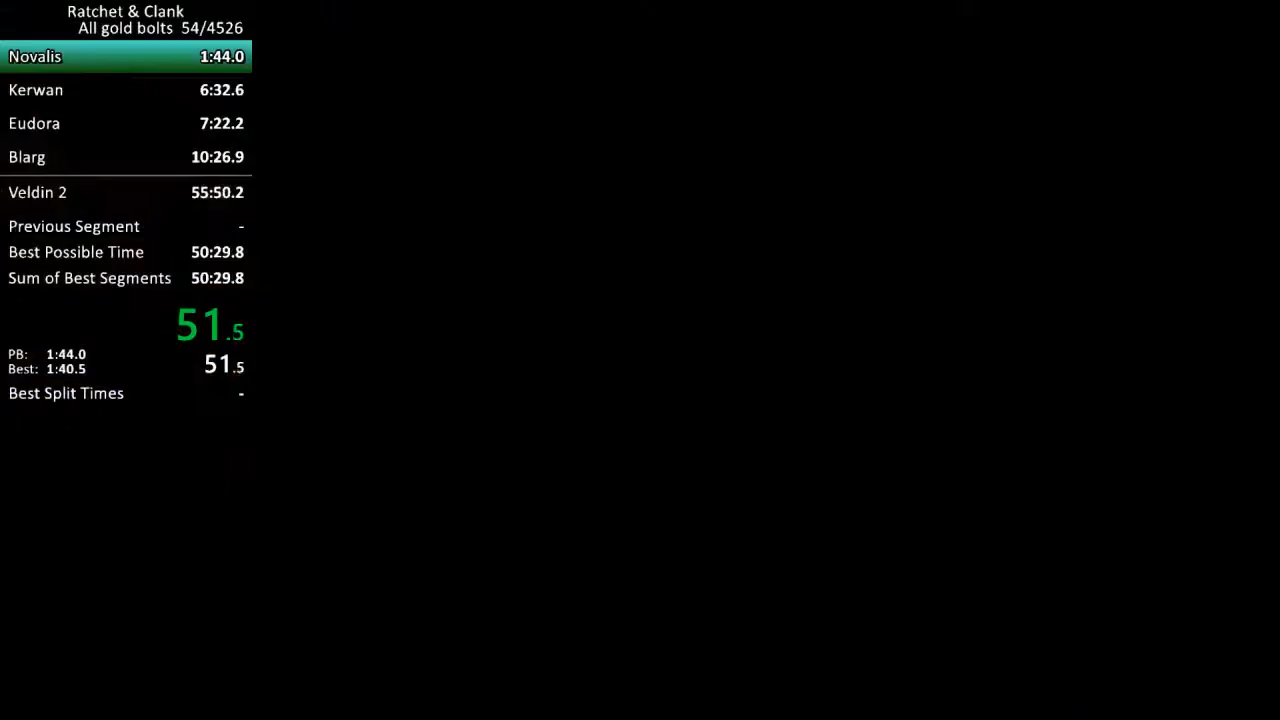 Ratchet & Clank
All gold bolts 54/4526
Novalis 1:44.0
Kerwan 6:32.6
Eudora 7:22.2
Blarg 10:26.9
Veldin 2 55:50.2
Previous Segment -
Best Possible Time 50:29.8
Sum of Best Segments 50:29.8
51.5
PB: 1:44.0
Best: 1:40.5
51.5
Best Split Times -